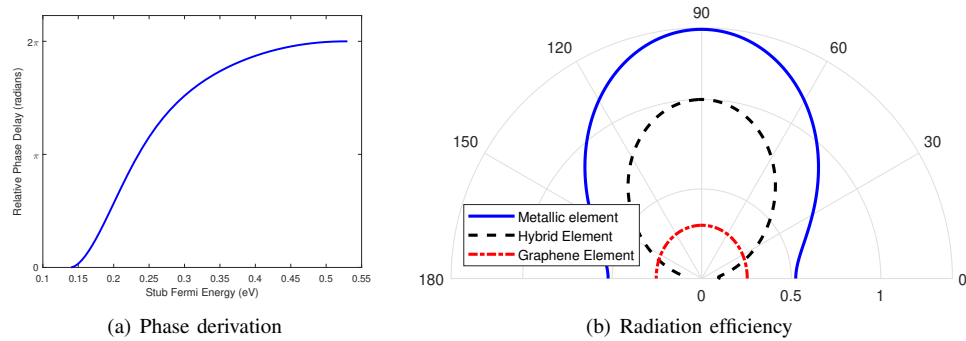 2π
π
0
0.1
0.15
0.2
0.25
0.3
0.35
0.4
0.45
0.5
0.55
Relative Phase Delay (radians)
Stub Fermi Energy (eV)
(a) Phase derivation
90
120
60
150
30
180
0
0
0.5
1
Metallic element
Hybrid Element
Graphene Element
(b) Radiation efficiency